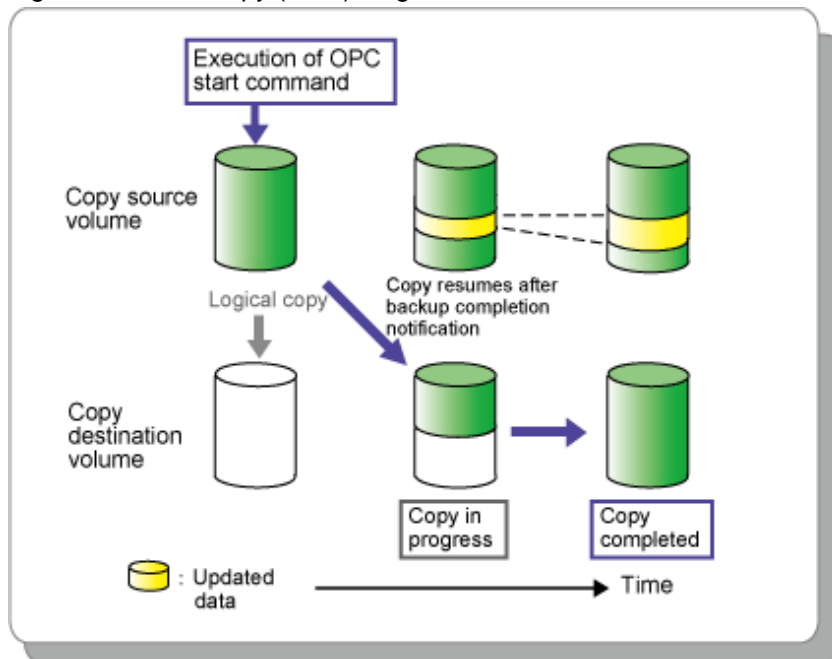 Execution of OPC
start command
Copy source
volume
Copy resumes after
backup completion
notification
Logical copy
Copy
destination
volume
Copy in
progress
Copy
completed
: Updated
data
Time